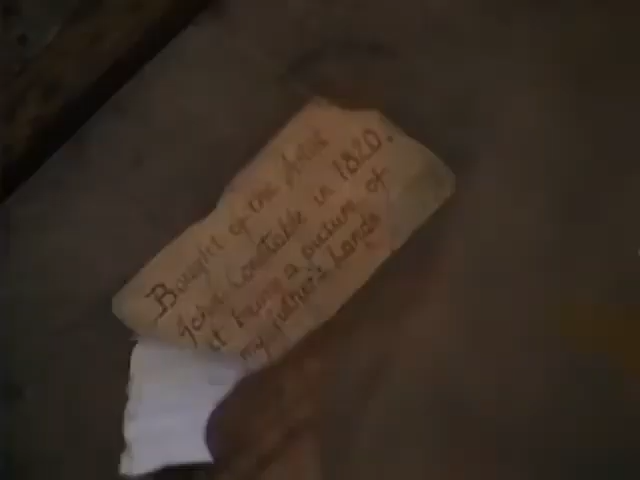 Bought of the Artist
John Constable in 1820.
it being a picture of
my father's Lands